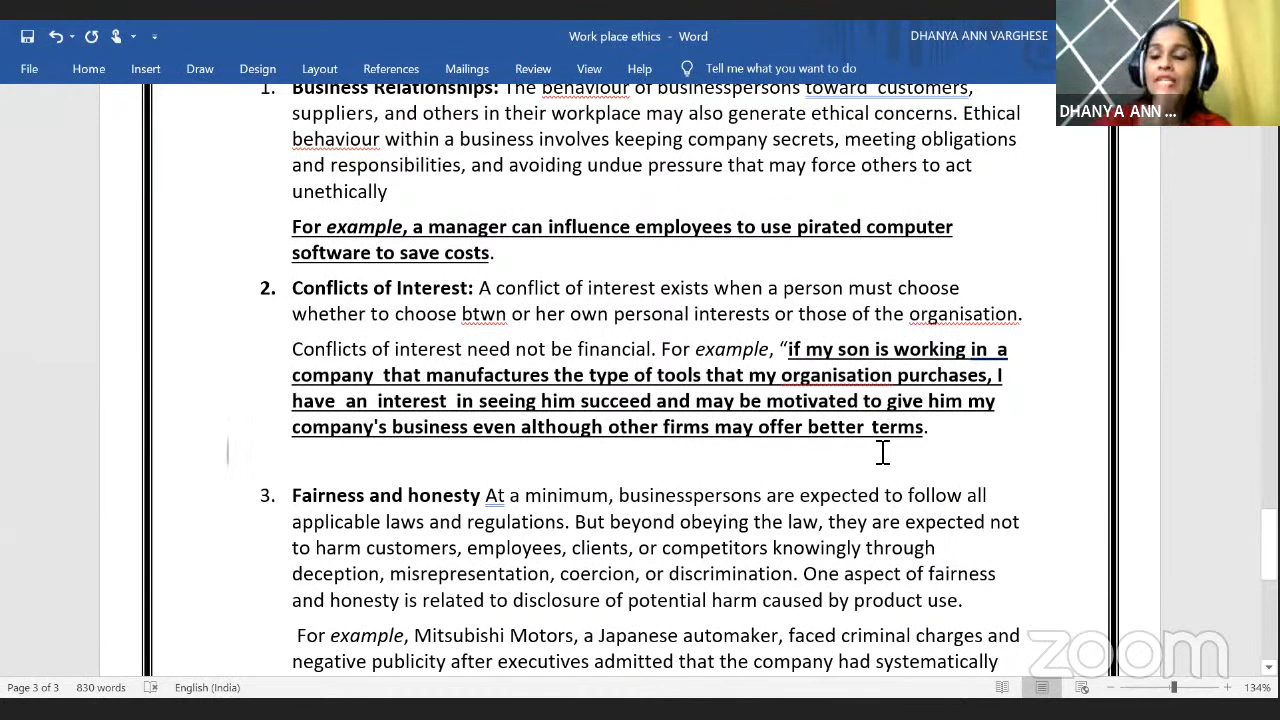 Work place ethics - Word
DHANYA ANN VARGHESE
File Home Insert Draw Design Layout References Mailings Review View Help Tell me what you want to do
DHANYA ANN ...
1. Business Relationships: The behaviour of businesspersons toward customers,
suppliers, and others in their workplace may also generate ethical concerns. Ethical
behaviour within a business involves keeping company secrets, meeting obligations
and responsibilities, and avoiding undue pressure that may force others to act
unethically
For example, a manager can influence employees to use pirated computer
software to save costs.
2. Conflicts of Interest: A conflict of interest exists when a person must choose
whether to choose btwn or her own personal interests or those of the organisation.
Conflicts of interest need not be financial. For example, “if my son is working in a
company that manufactures the type of tools that my organisation purchases, I
have an interest in seeing him succeed and may be motivated to give him my
company's business even although other firms may offer better terms.
3. Fairness and honesty At a minimum, businesspersons are expected to follow all
applicable laws and regulations. But beyond obeying the law, they are expected not
to harm customers, employees, clients, or competitors knowingly through
deception, misrepresentation, coercion, or discrimination. One aspect of fairness
and honesty is related to disclosure of potential harm caused by product use.
For example, Mitsubishi Motors, a Japanese automaker, faced criminal charges and
negative publicity after executives admitted that the company had systematically
zoom
Page 3 of 3 830 words English (India) 134%